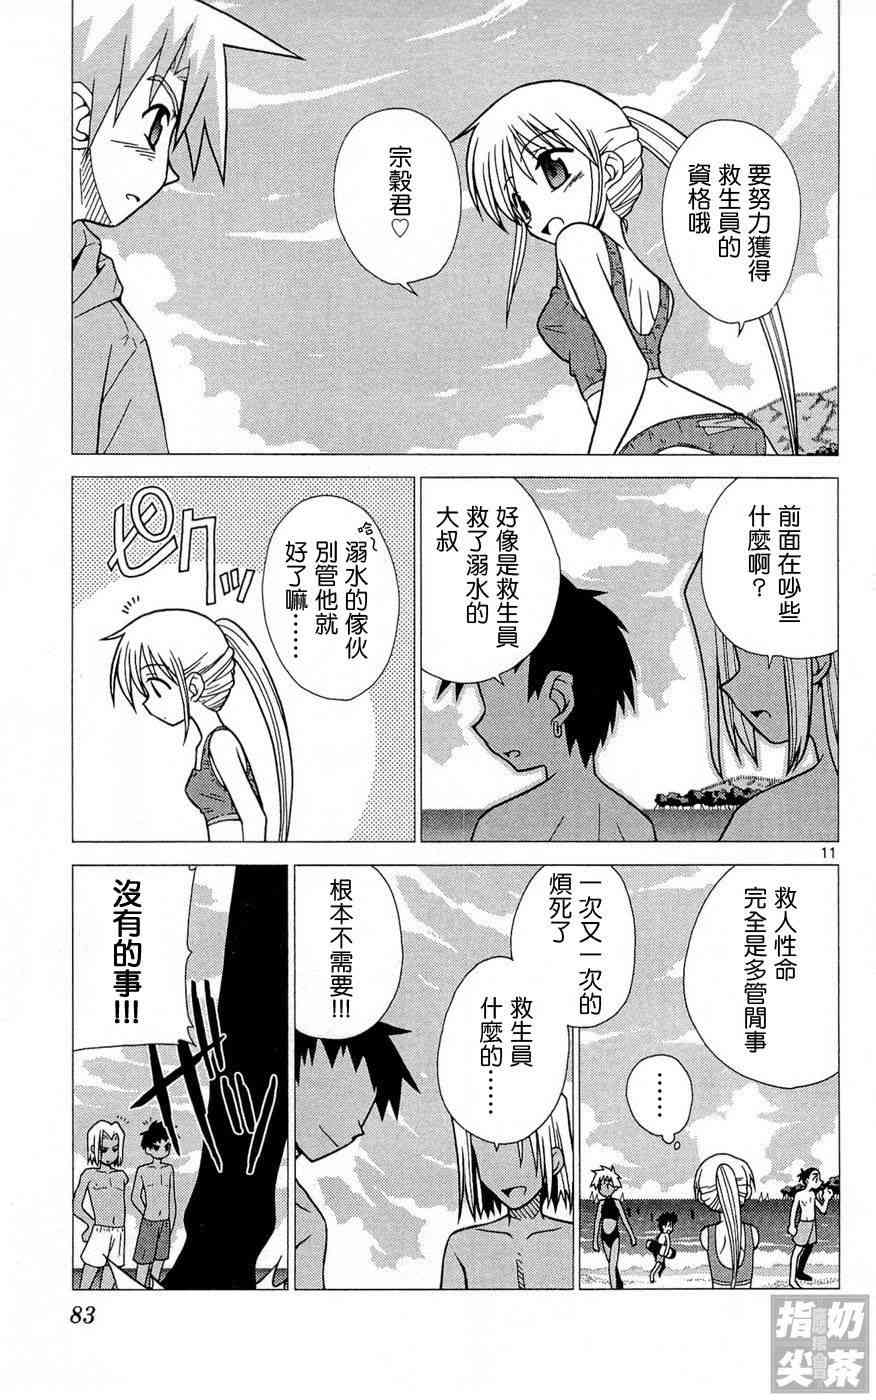 要努力獲得
救生員的
資格哦
宗穀君♡
前面在吵些
什麼啊?
好像是救生員
救了溺水的
大叔
哈~
溺水的傢伙
別管他就
好了嘛……
ピクッ
11
救人性命
完全是多管閒事
……
一次又一次的
煩死了
救生員
什麼的……
根本不需要!!!
沒有的事!!!
83
指尖
奶茶